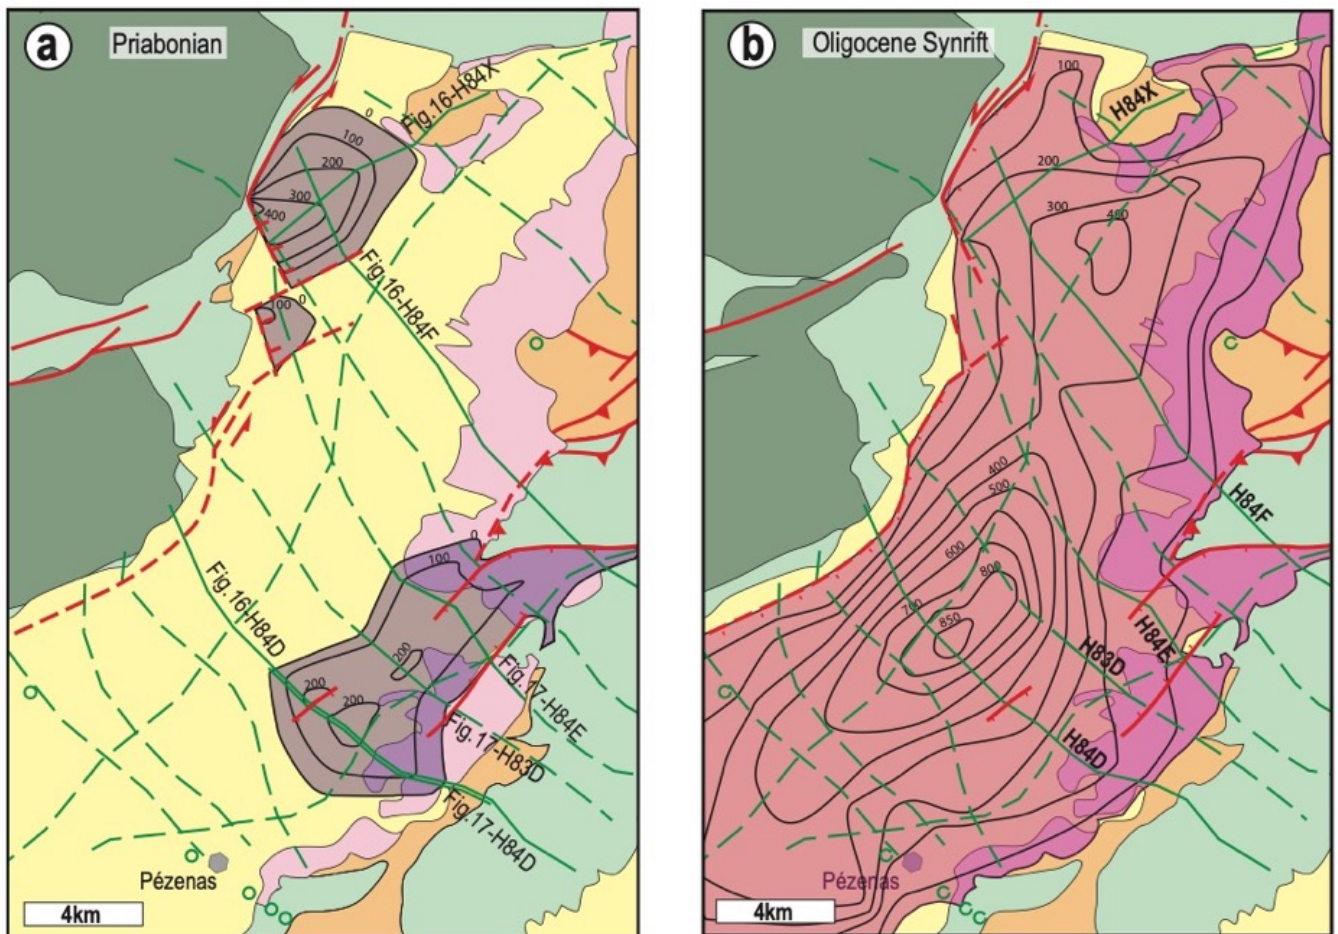 a
Priabonian
Fig.16-H84X
0
100
200
300
400
Fig.16-H84F
100
0
0
100
Fig.16-H84D
200
200
200
Fig.17-H84E
Fig.17-H83D
Fig.17-H84D
Pézenas
4km
b
Oligocene Synrift
100
H84X
200
300
400
400
500
H84F
600
800
700
850
H84E
H83D
H84D
Pézenas
4km